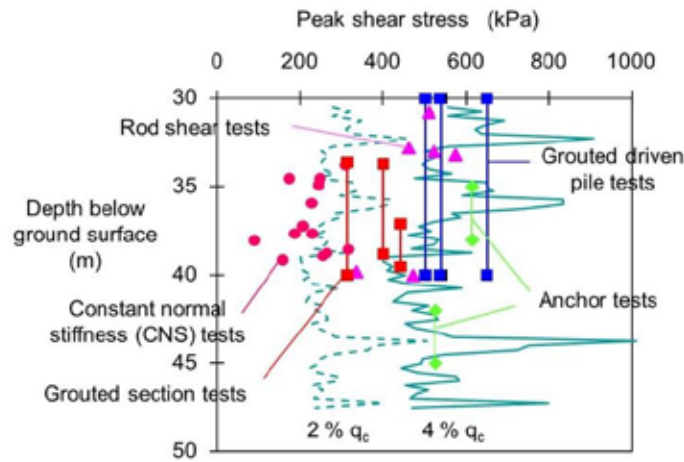 Peak shear stress (kPa)
0 200 400 600 800 1000
30
Rod shear tests
Grouted driven
pile tests
35
Depth below
ground surface
(m)
40
Constant normal
stiffness (CNS) tests
Anchor tests
45
Grouted section tests
2 % qc
4 % qc
50